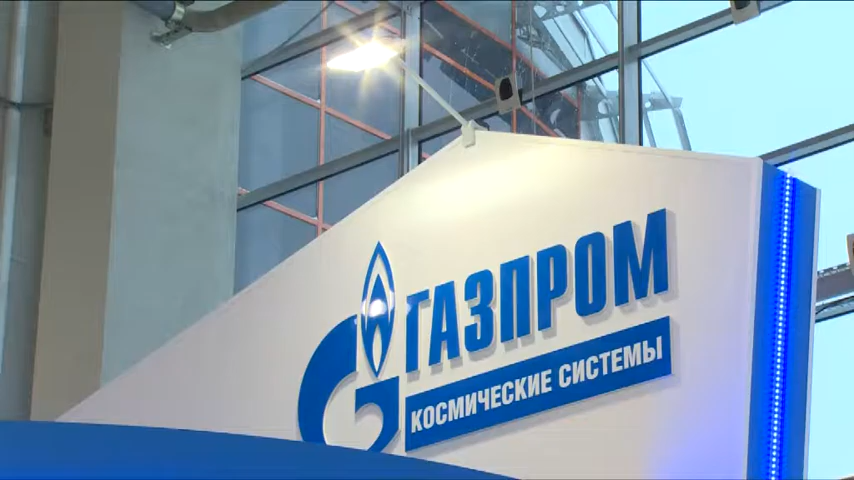 ГАЗПРОМ
КОСМИЧЕСКИЕ СИСТЕМЫ